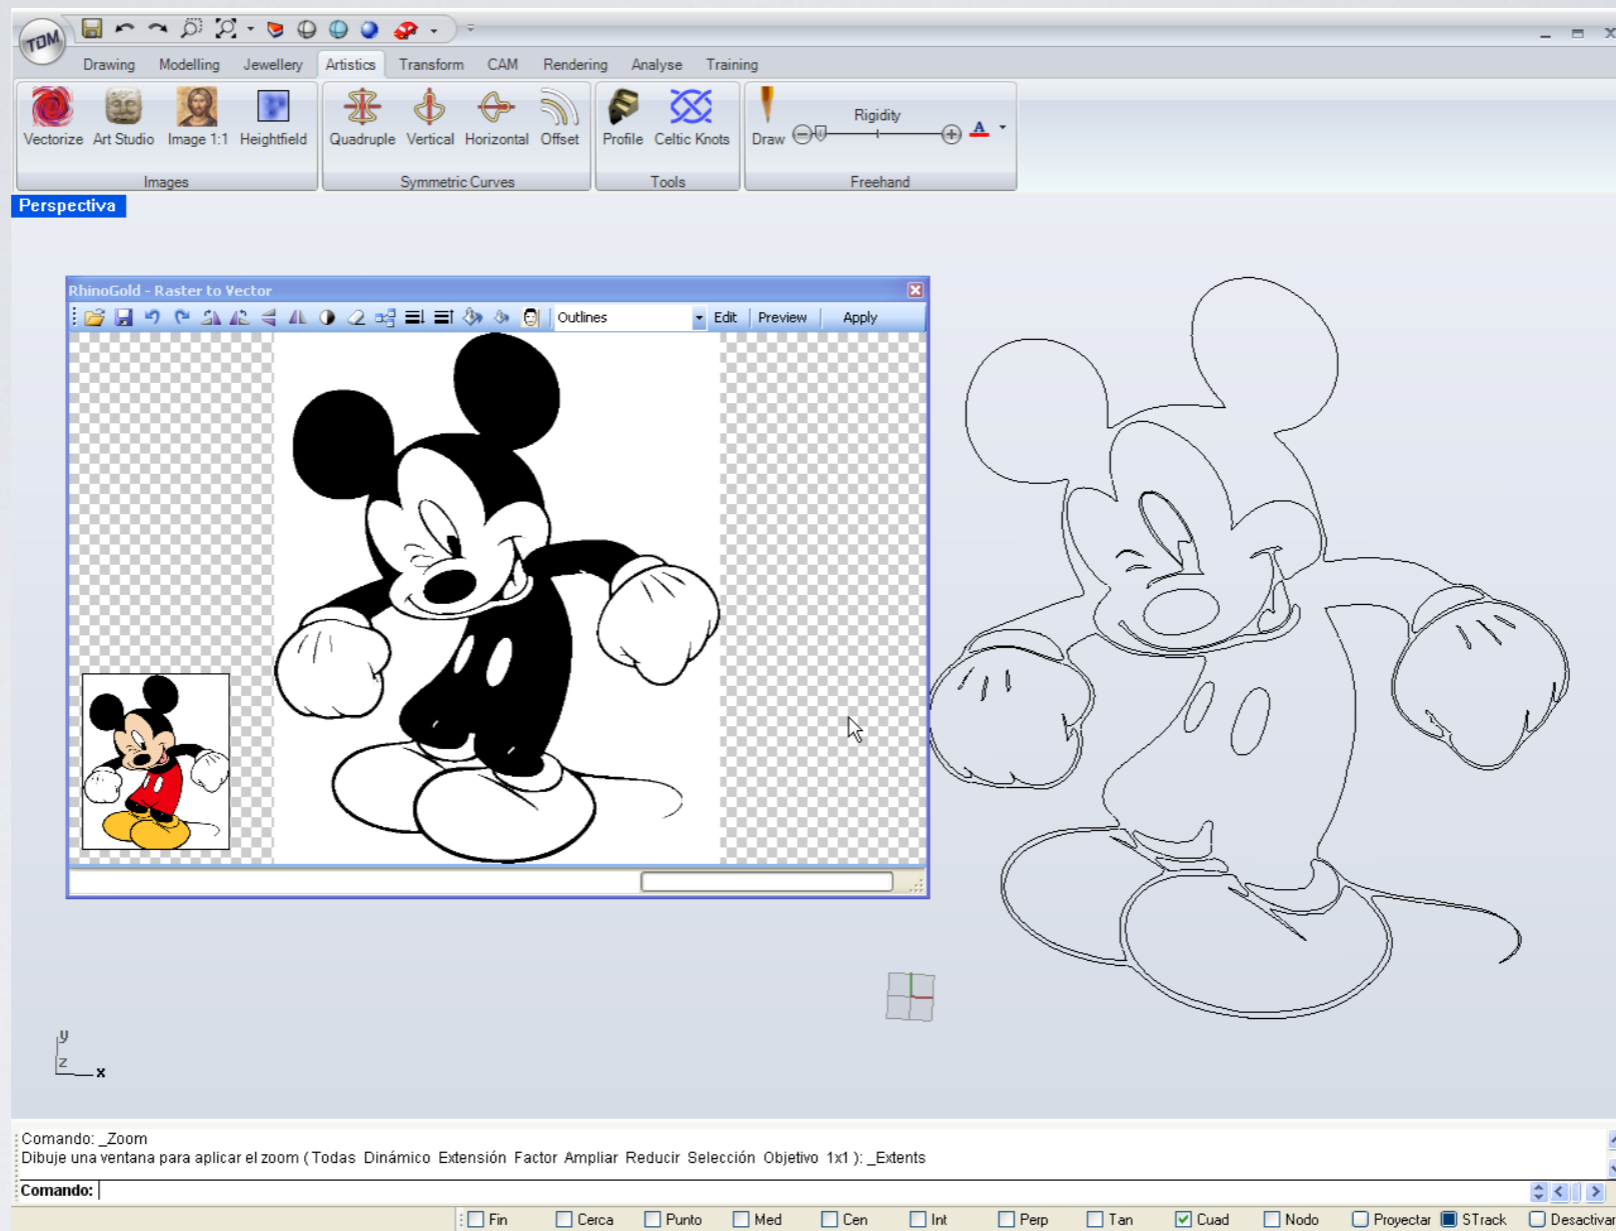 TDM
Drawing Modelling Jewellery Artistics Transform CAM Rendering Analyse Training
Vectorize Art Studio Image 1:1 Heightfield Quadruple Vertical Horizontal Offset Profile Celtic Knots Draw Rigidity A
Images Symmetric Curves Tools Freehand
Perspectiva
RhinoGold - Raster to Vector
Outlines Edit Preview Apply
y
z
x
Comando: _Zoom
Dibuje una ventana para aplicar el zoom ( Todas Dinámico Extensión Factor Ampliar Reducir Selección Objetivo 1x1 ): _Extents
Comando:
Fin Cerca Punto Med Cen Int Perp Tan Cuad Nodo Proyectar STrack Desactivar